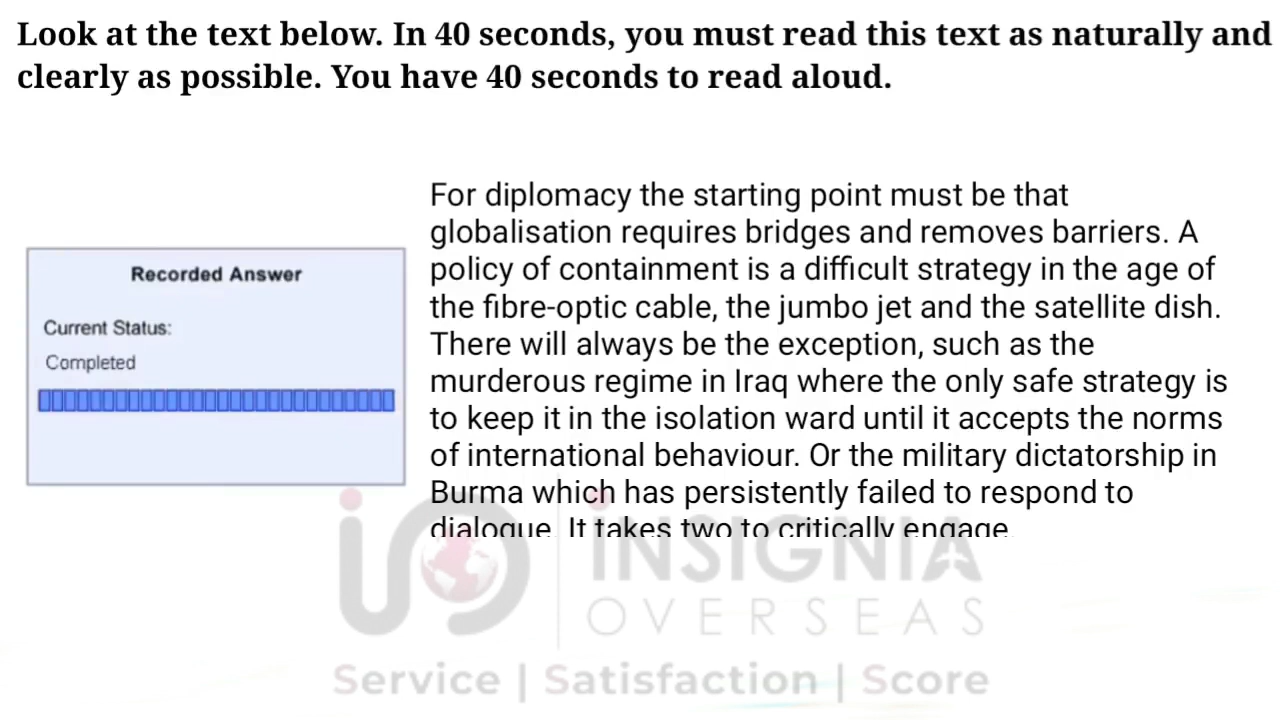 Look at the text below. In 40 seconds, you must read this text as naturally and
clearly as possible. You have 40 seconds to read aloud.
Recorded Answer
Current Status:
Completed
For diplomacy the starting point must be that
globalisation requires bridges and removes barriers. A
policy of containment is a difficult strategy in the age of
the fibre-optic cable, the jumbo jet and the satellite dish.
There will always be the exception, such as the
murderous regime in Iraq where the only safe strategy is
to keep it in the isolation ward until it accepts the norms
of international behaviour. Or the military dictatorship in
Burma which has persistently failed to respond to
dialogue. It takes two to critically engage.
iNSIGNIA
OVERSEAS
Service | Satisfaction | Score